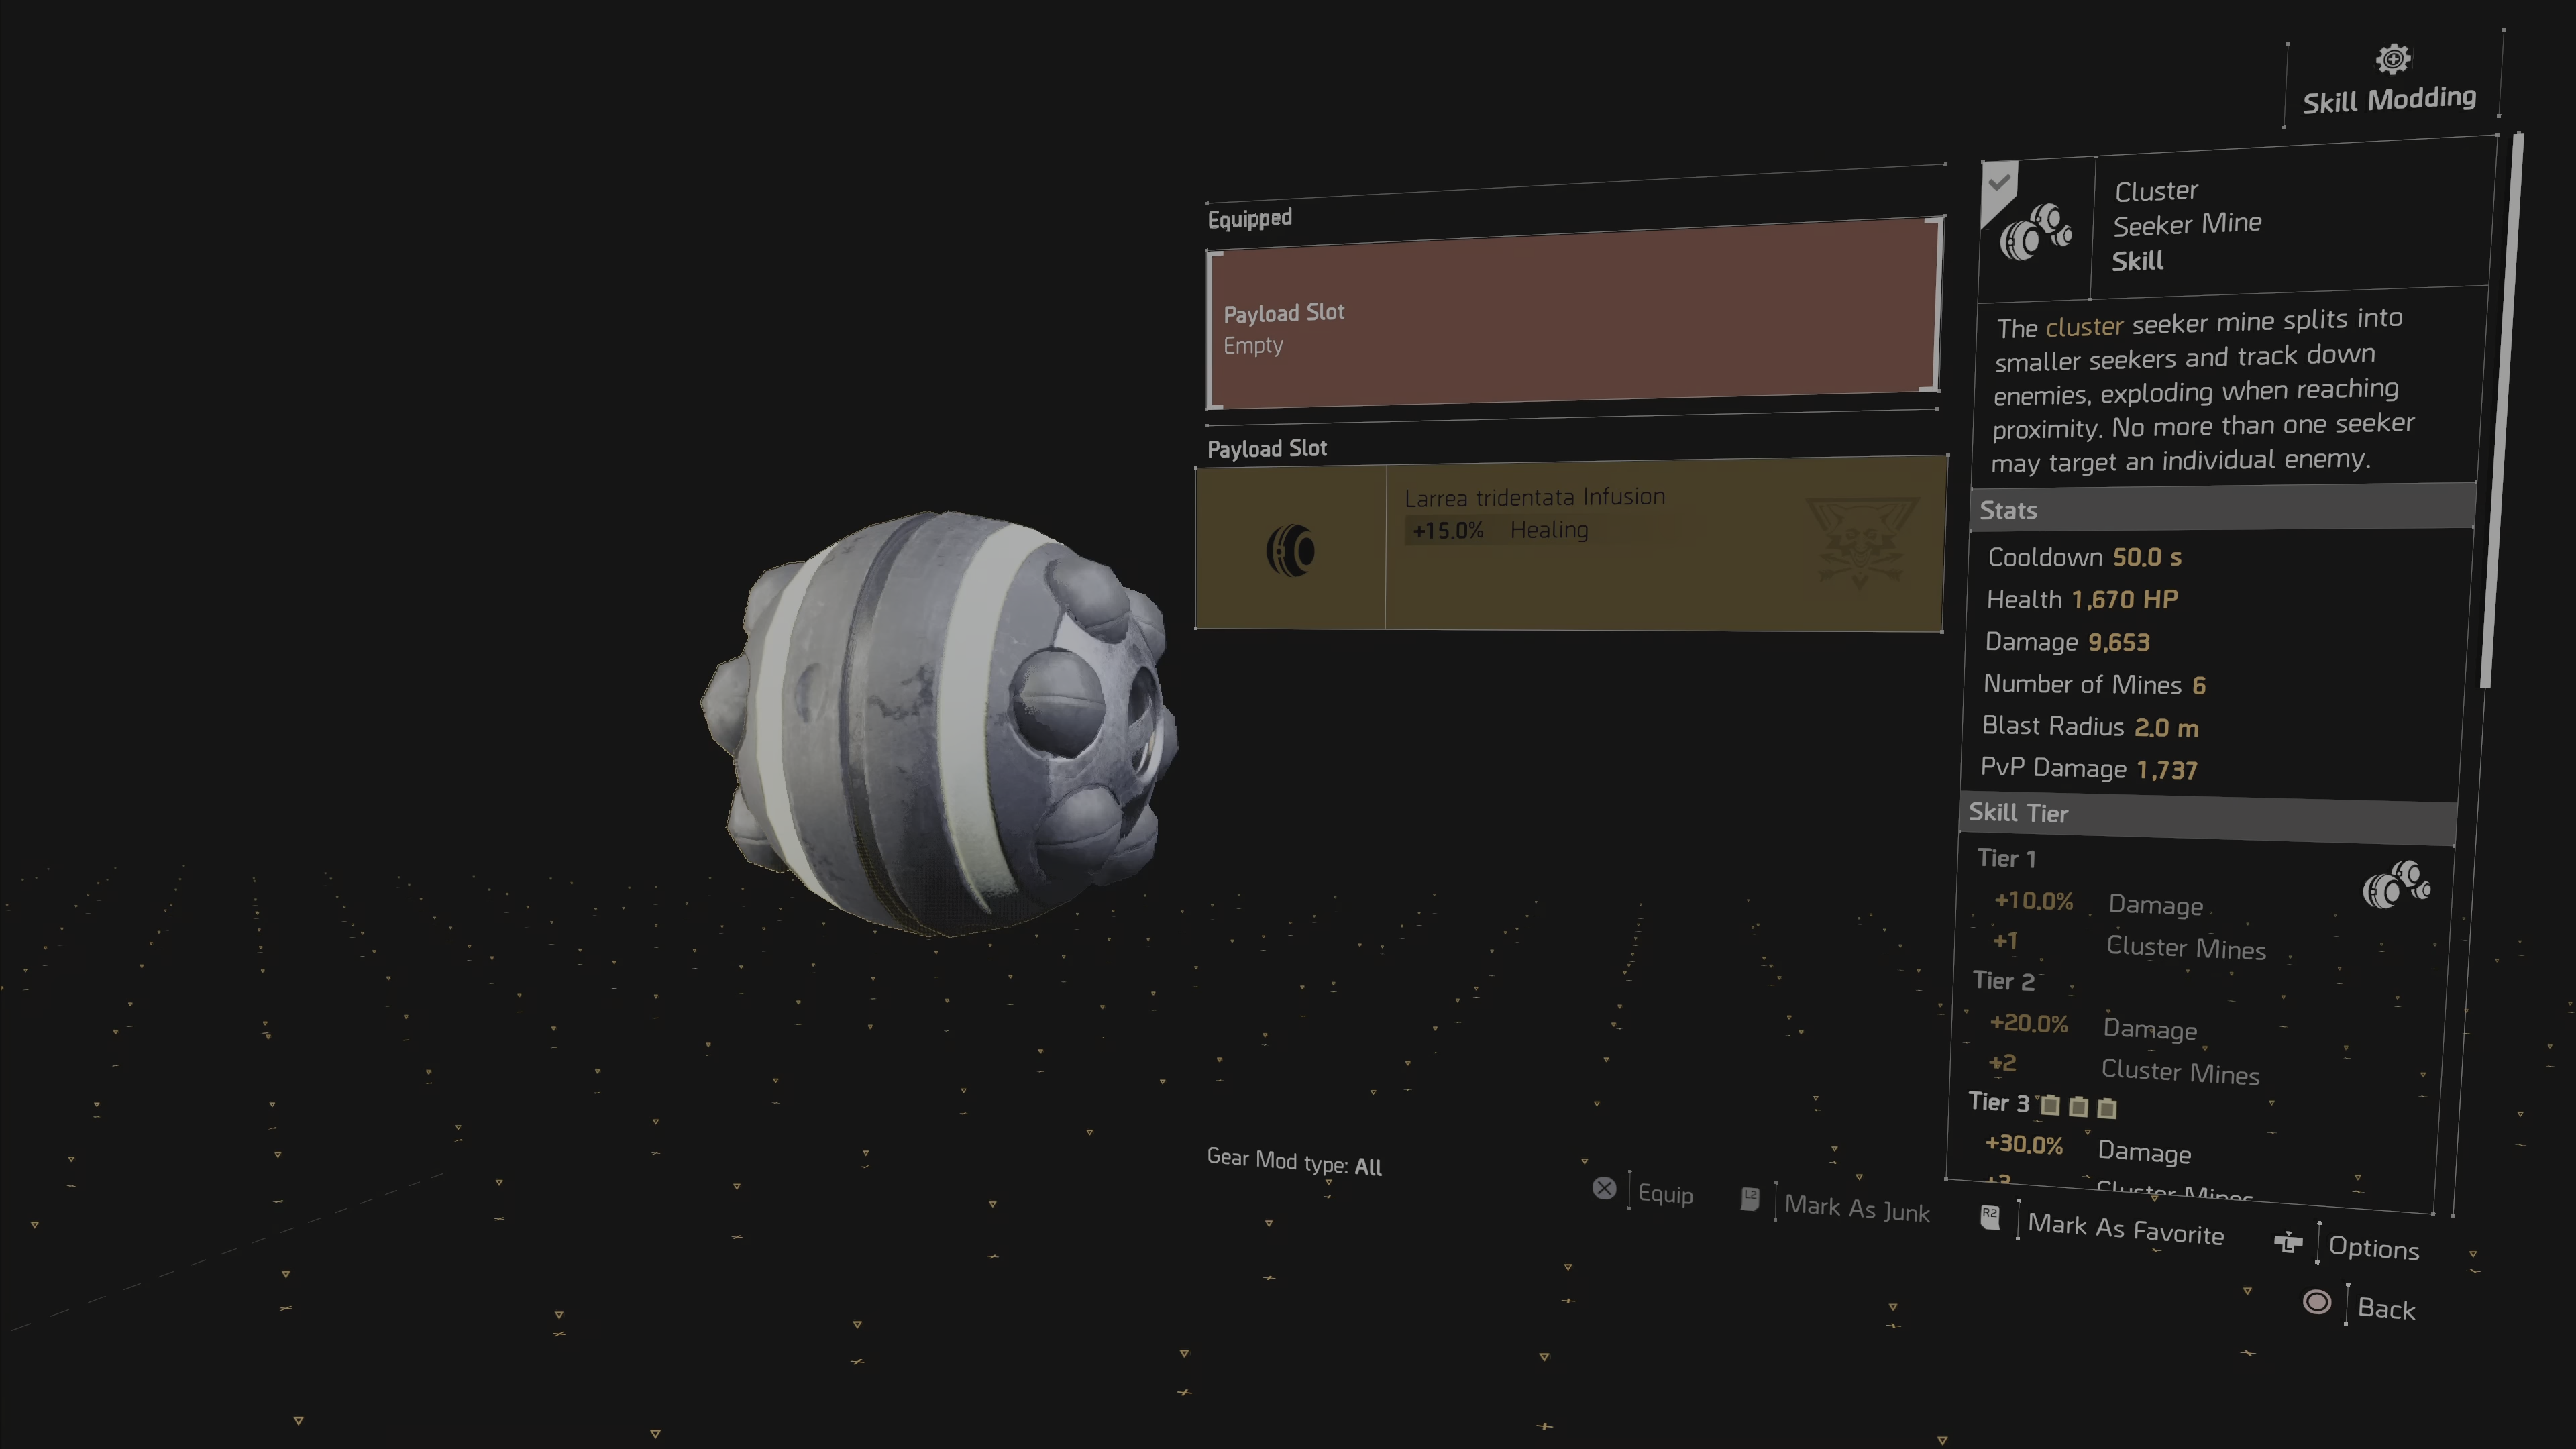 Skill Modding
Equipped
Payload Slot
Empty
Payload Slot
Larrea tridentata Infusion
+15.0% Healing
Cluster
Seeker Mine
Skill
The cluster seeker mine splits into
smaller seekers and track down
enemies, exploding when reaching
proximity. No more than one seeker
may target an individual enemy.
Stats
Cooldown 50.0 s
Health 1,670 HP
Damage 9,653
Number of Mines 6
Blast Radius 2.0 m
PvP Damage 1,737
Skill Tier
Tier 1
+10.0% Damage
+1 Cluster Mines
Tier 2
+20.0% Damage
+2 Cluster Mines
Tier 3
+30.0% Damage
+3 Cluster Mines
Gear Mod type: All
Equip
L2 Mark As Junk
R2 Mark As Favorite
L Options
Back